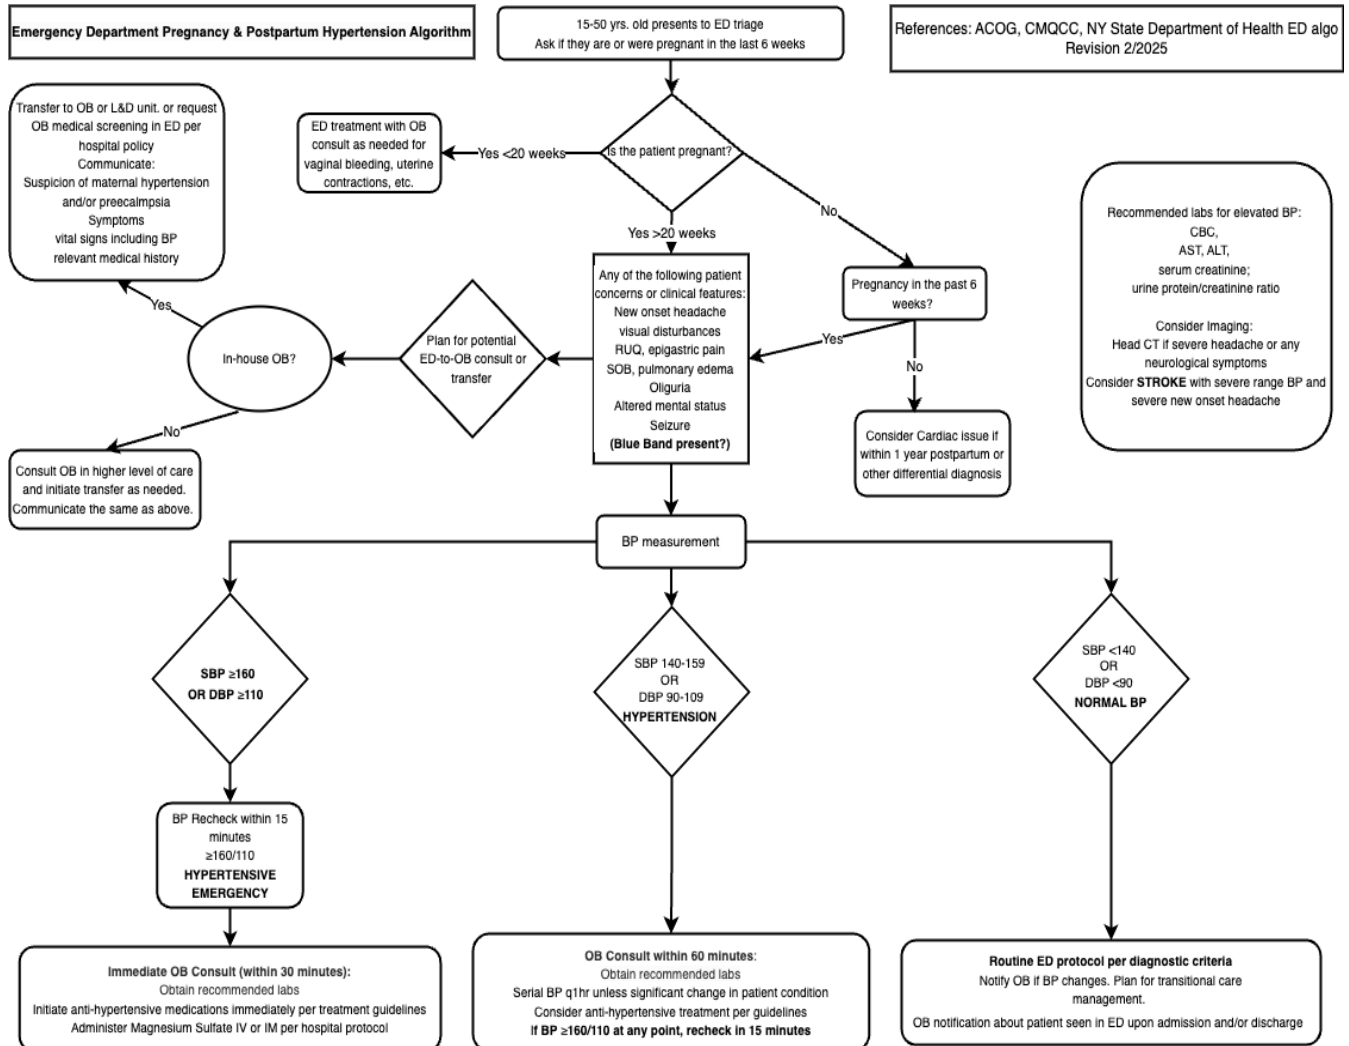 Emergency Department Pregnancy & Postpartum Hypertension Algorithm
15-50 yrs. old presents to ED triage
Ask if they are or were pregnant in the last 6 weeks
References: ACOG, CMQCC, NY State Department of Health ED algo
Revision 2/2025
Transfer to OB or L&D unit. or request
OB medical screening in ED per
hospital policy
Communicate:
Suspicion of maternal hypertension
and/or preecalmpsia
Symptoms
vital signs including BP
relevant medical history
ED treatment with OB
consult as needed for
vaginal bleeding, uterine
contractions, etc.
Yes <20 weeks
Is the patient pregnant?
No
Yes >20 weeks
Recommended labs for elevated BP:
CBC,
AST, ALT,
serum creatinine;
urine protein/creatinine ratio
Consider Imaging:
Head CT if severe headache or any
neurological symptoms
Consider STROKE with severe range BP and
severe new onset headache
Any of the following patient
concerns or clinical features:
New onset headache
visual disturbances
RUQ, epigastric pain
SOB, pulmonary edema
Oliguria
Altered mental status
Seizure
(Blue Band present?)
Pregnancy in the past 6
weeks?
Yes
No
Consider Cardiac issue if
within 1 year postpartum or
other differential diagnosis
Plan for potential
ED-to-OB consult or
transfer
In-house OB?
Yes
No
Consult OB in higher level of care
and initiate transfer as needed.
Communicate the same as above.
BP measurement
SBP ≥160
OR DBP ≥110
SBP 140-159
OR
DBP 90-109
HYPERTENSION
SBP <140
OR
DBP <90
NORMAL BP
BP Recheck within 15
minutes
≥160/110
HYPERTENSIVE
EMERGENCY
Immediate OB Consult (within 30 minutes):
Obtain recommended labs
Initiate anti-hypertensive medications immediately per treatment guidelines
Administer Magnesium Sulfate IV or IM per hospital protocol
OB Consult within 60 minutes:
Obtain recommended labs
Serial BP q1hr unless significant change in patient condition
Consider anti-hypertensive treatment per guidelines
If BP ≥160/110 at any point, recheck in 15 minutes
Routine ED protocol per diagnostic criteria
Notify OB if BP changes. Plan for transitional care
management.
OB notification about patient seen in ED upon admission and/or discharge